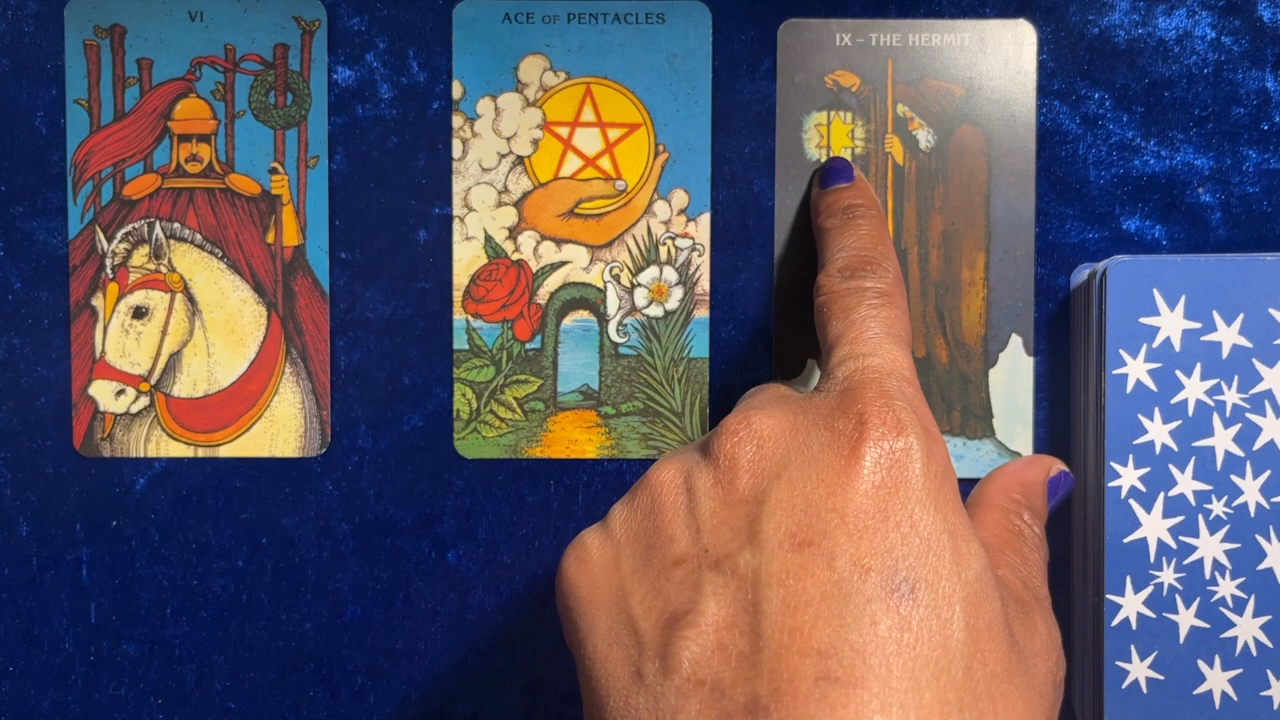 VI
ACE OF PENTACLES
IX – THE HERMIT